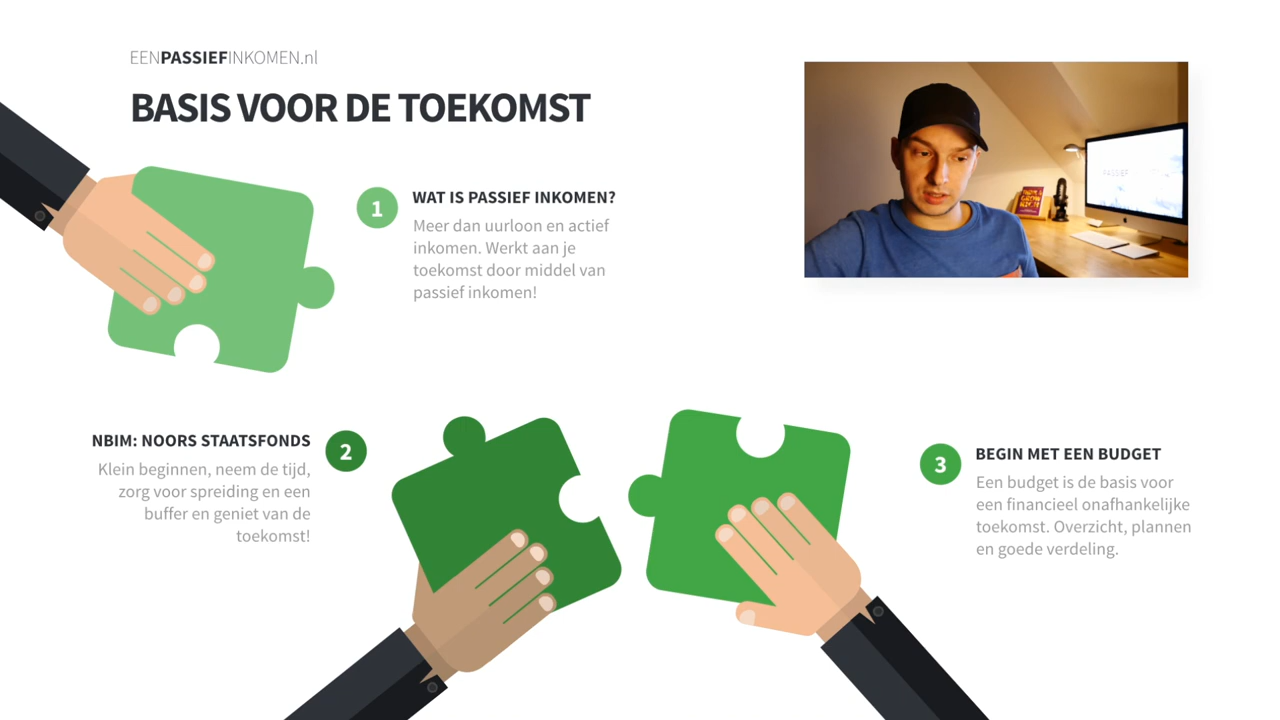 EENPASSIEFINKOMEN.nl
BASIS VOOR DE TOEKOMST
1
WAT IS PASSIEF INKOMEN?
Meer dan uurloon en actief
inkomen. Werkt aan je
toekomst door middel van
passief inkomen!
NBIM: NOORS STAATSFONDS
2
Klein beginnen, neem de tijd,
zorg voor spreiding en een
buffer en geniet van de
toekomst!
3
BEGIN MET EEN BUDGET
Een budget is de basis voor
een financieel onafhankelijke
toekomst. Overzicht, plannen
en goede verdeling.